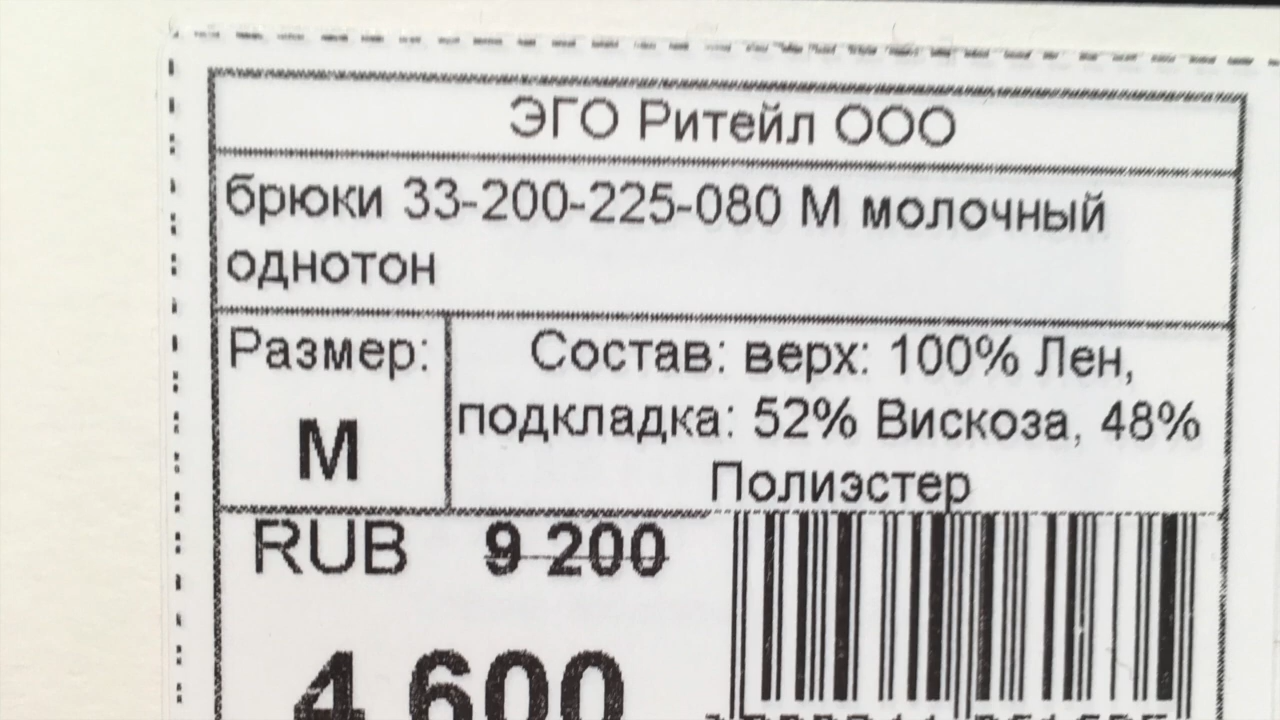 ЭГО Ритейл ООО
брюки 33-200-225-080 М молочный
однотон
Размер:
М
Состав: верх: 100% Лен,
подкладка: 52% Вискоза, 48%
Полиэстер
RUB 9 200
4 600